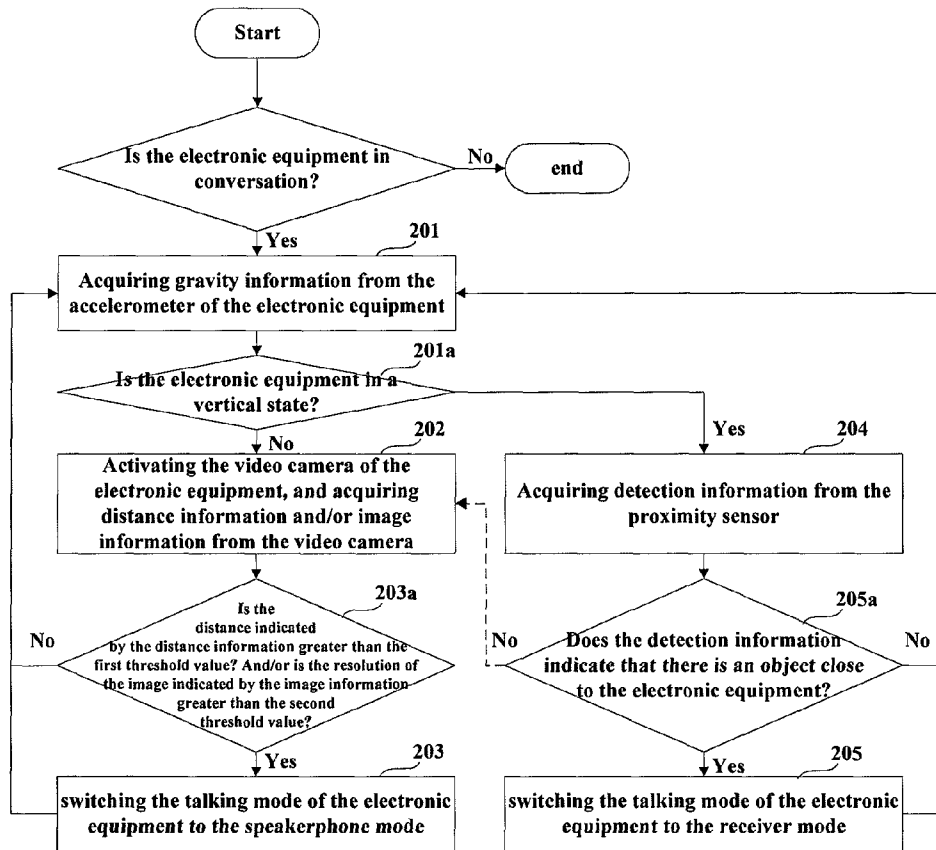 Start
Is the electronic equipment in
conversation?
No
end
Yes
201
Acquiring gravity information from the
accelerometer of the electronic equipment
201a
Is the electronic equipment in a
vertical state?
No
Yes
202
Activating the video camera of the
electronic equipment, and acquiring
distance information and/or image
information from the video camera
204
Acquiring detection information from the
proximity sensor
203a
Is the
distance indicated
by the distance information greater than the
first threshold value? And/or is the resolution of
the image indicated by the image information
greater than the second
threshold value?
No
Yes
205a
Does the detection information
indicate that there is an object close
to the electronic equipment?
No
No
Yes
203
switching the talking mode of the electronic
equipment to the speakerphone mode
205
switching the talking mode of the electronic
equipment to the receiver mode